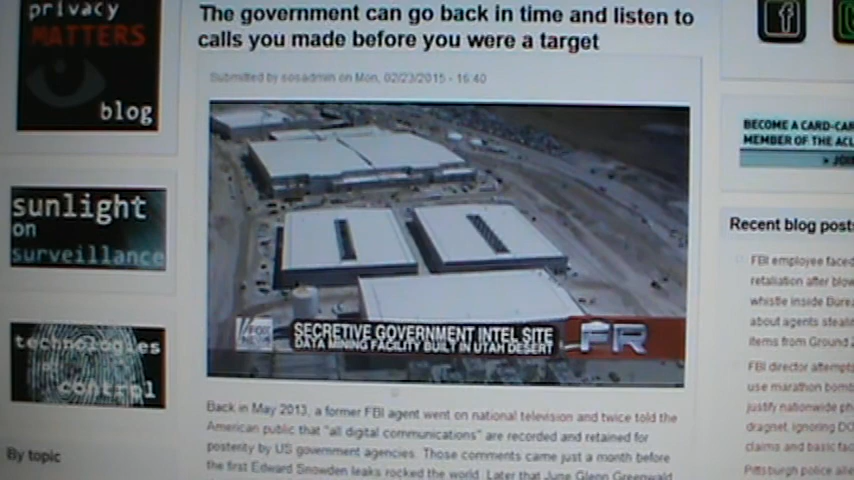 privacy
MATTERS
blog
sunlight
on
surveillance
technologies
of
control
By topic
The government can go back in time and listen to
calls you made before you were a target
Submitted by sosadmin on Mon, 02/23/2015 - 16:40
FOX
NEWS
SECRETIVE GOVERNMENT INTEL SITE
DATA MINING FACILITY BUILT IN UTAH DESERT
FR
Back in May 2013, a former FBI agent went on national television and twice told the
American public that "all digital communications" are recorded and retained for
posterity by US government agencies. Those comments came just a month before
the first Edward Snowden leaks rocked the world. Later that June Glenn Greenwald
f
BECOME A CARD-CAR
MEMBER OF THE ACL
> JOIN
Recent blog posts
FBI employee faced
retaliation after blow
whistle inside Burea
about agents stealin
items from Ground Z
FBI director attempts
use marathon bomb
justify nationwide ph
dragnet, ignoring DO
claims and basic fac
Pittsburgh police alle